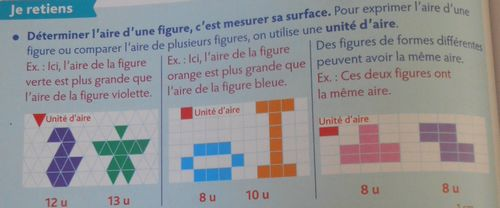 Je retiens
Déterminer l'aire d'une figure, c'est mesurer sa surface. Pour exprimer l'aire d'une
figure ou comparer l'aire de plusieurs figures, on utilise une unité d'aire.
Ex. : Ici, l'aire de la figure
verte est plus grande que
l'aire de la figure violette.
Unité d'aire
12 u 13 u
Ex. : Ici, l'aire de la figure
orange est plus grande que
l'aire de la figure bleue.
Unité d'aire
8 u 10 u
Des figures de formes différentes
peuvent avoir la même aire.
Ex. : Ces deux figures ont
la même aire.
Unité d'aire
8 u 8 u